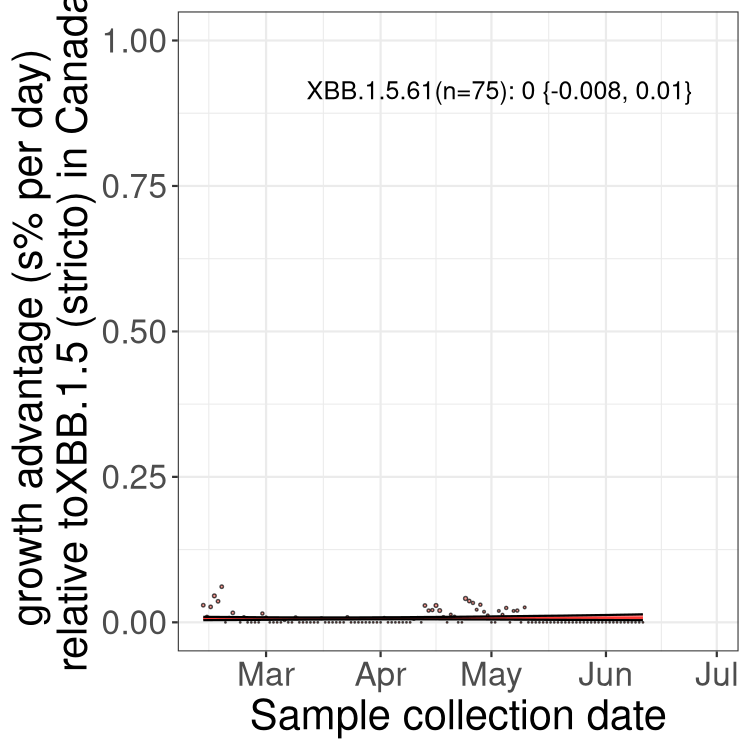 growth advantage (s% per day)
relative toXBB.1.5 (stricto) in Canada
1.00
0.75
0.50
0.25
0.00
XBB.1.5.61(n=75): 0 {-0.008, 0.01}
Mar Apr May Jun Jul
Sample collection date